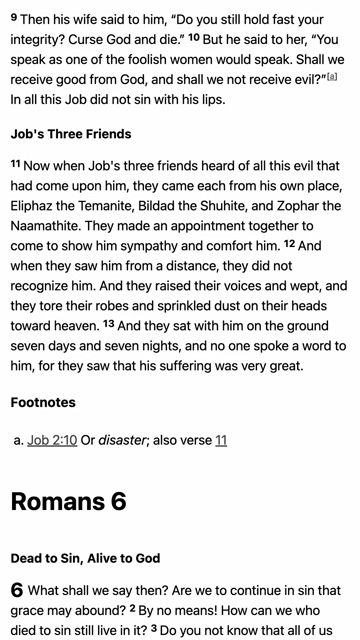 9 Then his wife said to him, “Do you still hold fast your
integrity? Curse God and die.” 10 But he said to her, “You
speak as one of the foolish women would speak. Shall we
receive good from God, and shall we not receive evil?”[a]
In all this Job did not sin with his lips.
Job's Three Friends
11 Now when Job's three friends heard of all this evil that
had come upon him, they came each from his own place,
Eliphaz the Temanite, Bildad the Shuhite, and Zophar the
Naamathite. They made an appointment together to
come to show him sympathy and comfort him. 12 And
when they saw him from a distance, they did not
recognize him. And they raised their voices and wept, and
they tore their robes and sprinkled dust on their heads
toward heaven. 13 And they sat with him on the ground
seven days and seven nights, and no one spoke a word to
him, for they saw that his suffering was very great.
Footnotes
a. Job 2:10 Or disaster; also verse 11
Romans 6
Dead to Sin, Alive to God
6 What shall we say then? Are we to continue in sin that
grace may abound? 2 By no means! How can we who
died to sin still live in it? 3 Do you not know that all of us